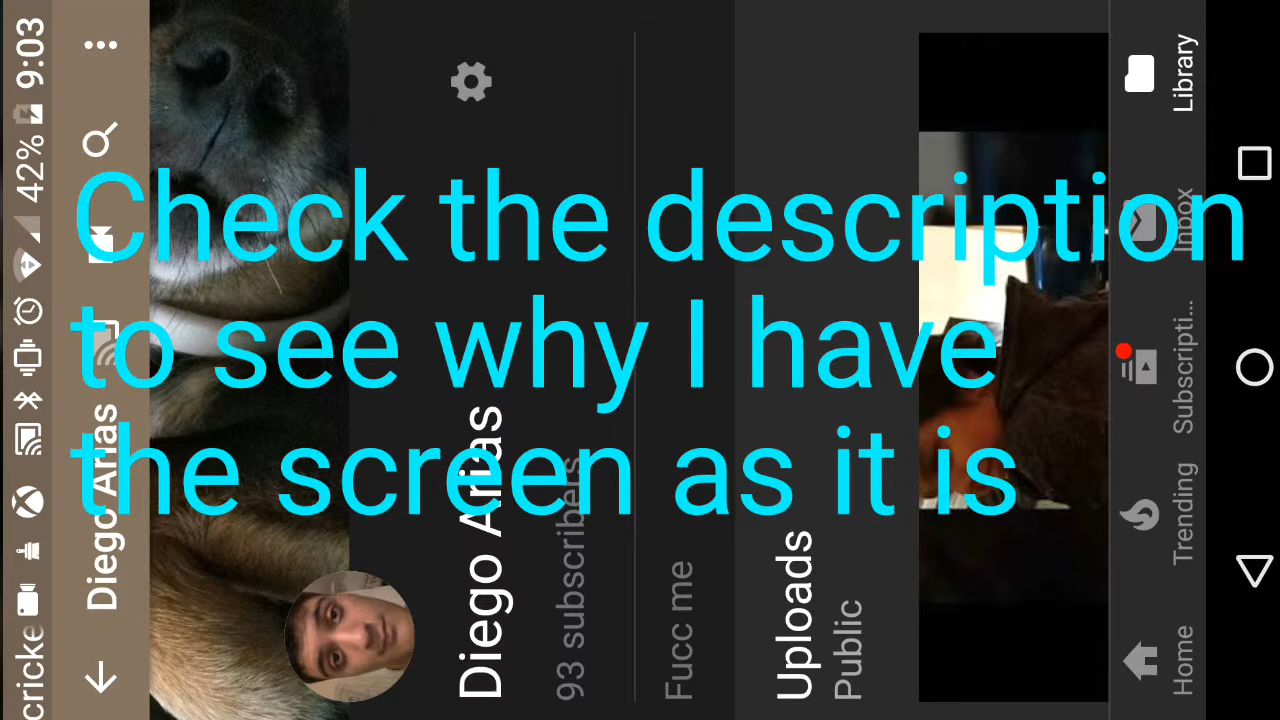 Check the description
to see why I have
the screen as it is
cricke 42% 9:03
Diego Arias
Diego Arias
93 subscribers
Fucc me
Uploads
Public
Home Trending Subscripti... Inbox Library